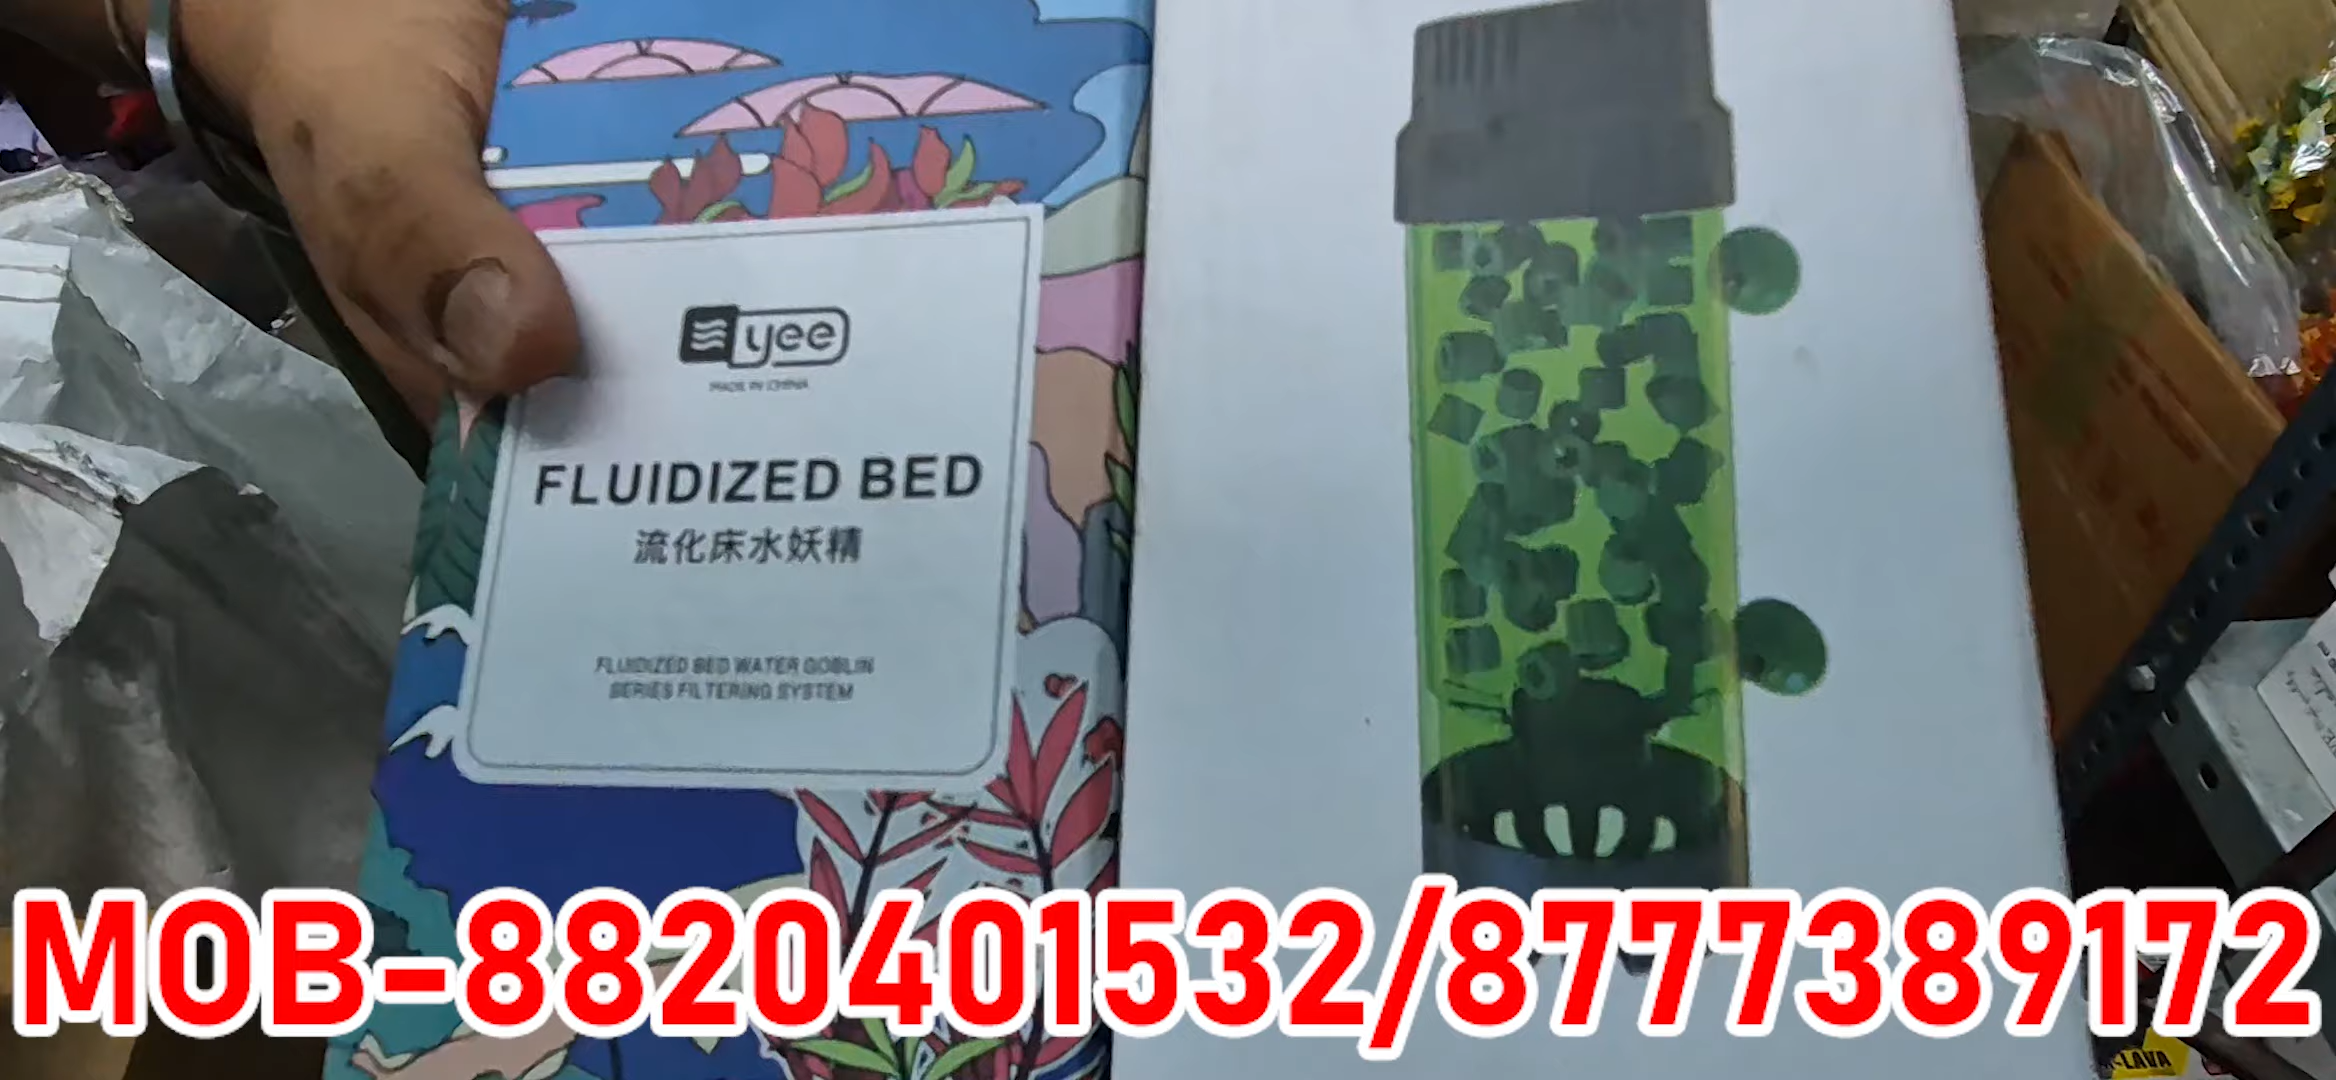 yee
MADE IN CHINA
FLUIDIZED BED
流化床水妖精
FLUIDIZED BED WATER GOBLIN
SERIES FILTERING SYSTEM
MOB-8820401532/8777389172
LAVA